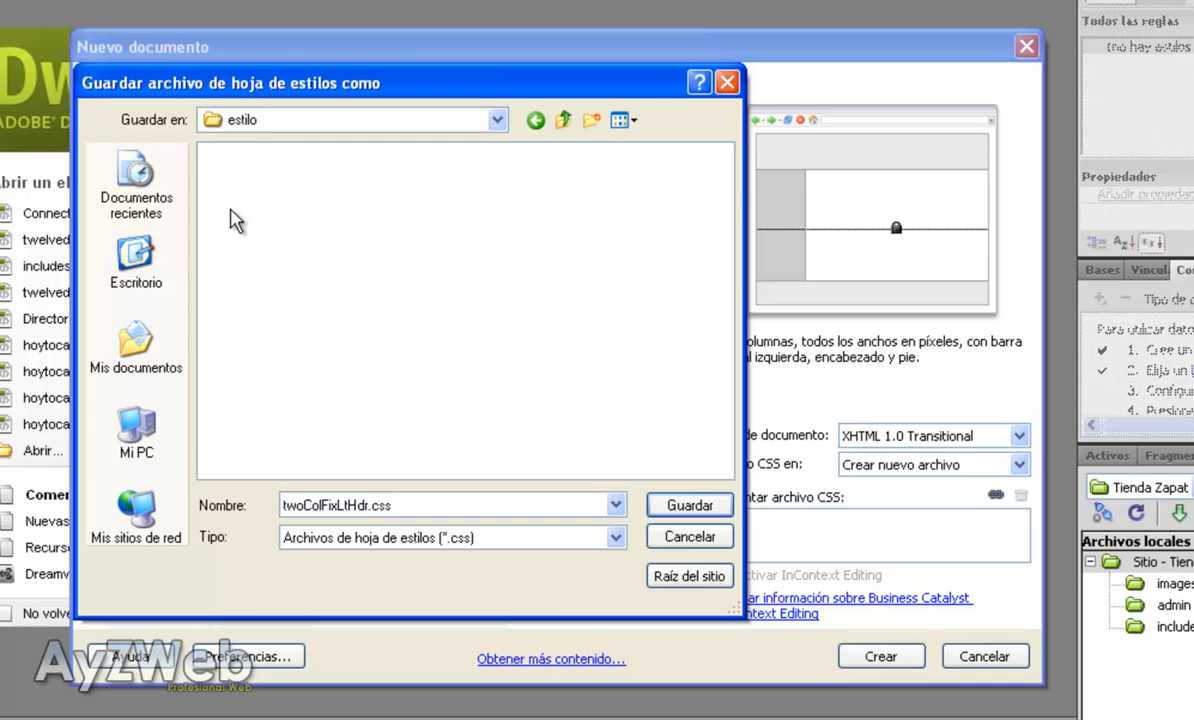 Todas las reglas
(no hay estilos
Nuevo documento
Dw
ADOBE® D
Guardar archivo de hoja de estilos como
Guardar en:
estilo
Documentos
recientes
Escritorio
Mis documentos
Mi PC
Mis sitios de red
Nombre:
twoColFixLtHdr.css
Guardar
Tipo:
Archivos de hoja de estilos (*.css)
Cancelar
Raíz del sitio
brir un el
Connect
twelved
includes
twelved
Director
hoytoca
hoytoca
hoytoca
hoytoca
Abrir...
Comen
Nuevas
Recurs
Dreamv
No volve
olumnas, todos los anchos en píxeles, con barra
al izquierda, encabezado y pie.
de documento:
XHTML 1.0 Transitional
o CSS en:
Crear nuevo archivo
ntar archivo CSS:
ctivar InContext Editing
ar información sobre Business Catalyst
ntext Editing
Ayuda
Preferencias...
Obtener más contenido...
Crear
Cancelar
AyZWeb
Profesional Web
Propiedades
Añadir propiedad
Bases
Vincul
Co
Tipo de
Para utilizar dato
1. Cree un
2. Elija un
3. Configu
4. Presione
Activos
Fragmen
Tienda Zapat
Archivos locales
Sitio - Tien
images
admin
include